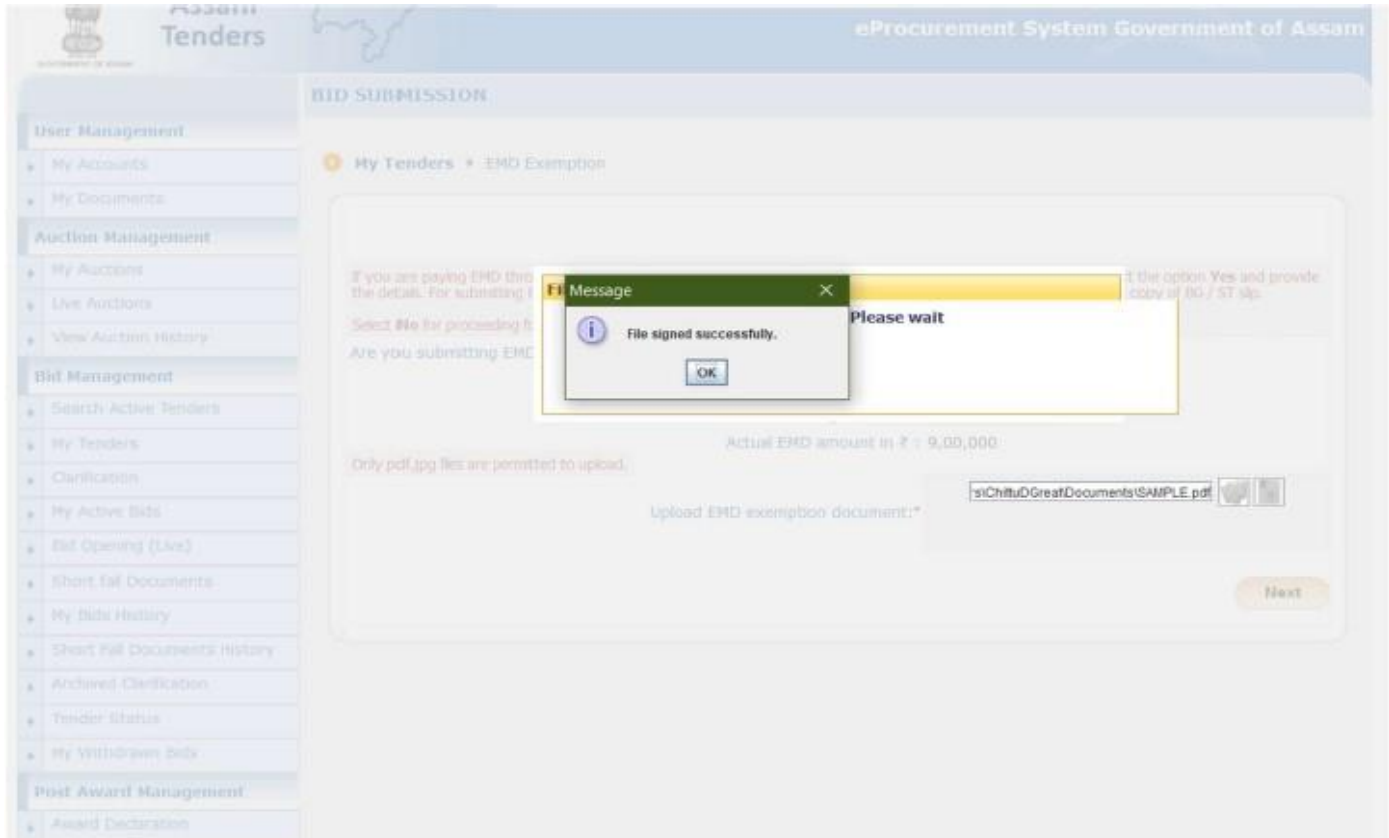 Assam
Tenders
eProcurement System Government of Assam
BID SUBMISSION
User Management
My Accounts
My Documents
Auction Management
My Auctions
Live Auctions
View Auction History
Bid Management
Search Active Tenders
My Tenders
Clarification
My Active Bids
Bid Opening (Live)
Short fall Documents
My Bids History
Short Fall Documents History
Archived Clarification
Tender Status
My Withdrawn Bids
Post Award Management
Award Declaration
My Tenders • EMD Exemption
If you are paying EMD the option Yes and provide
the details. For submitting copy of BG / ST slip.
Select No for proceeding
Are you submitting
Message
File signed successfully.
OK
Please wait
Actual EMD amount in ₹ : 9,00,000
Only pdf,jpg files are permitted to upload.
Upload EMD exemption document:*
s\ChittuDGreat\Documents\SAMPLE.pdf
Next